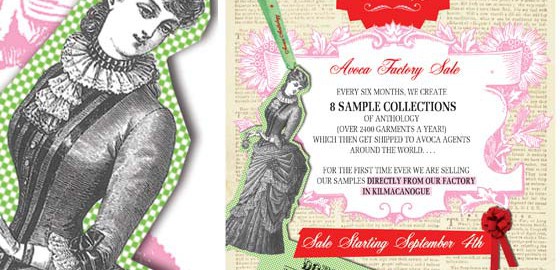 Avoca Factory Sale
EVERY SIX MONTHS, WE CREATE
8 SAMPLE COLLECTIONS
OF ANTHOLOGY
(OVER 2400 GARMENTS A YEAR!)
WHICH THEN GET SHIPPED TO AVOCA AGENTS
AROUND THE WORLD. . . .
FOR THE FIRST TIME EVER WE ARE SELLING
OUR SAMPLES DIRECTLY FROM OUR FACTORY
IN KILMACANOGUE
Sale Starting September 4th